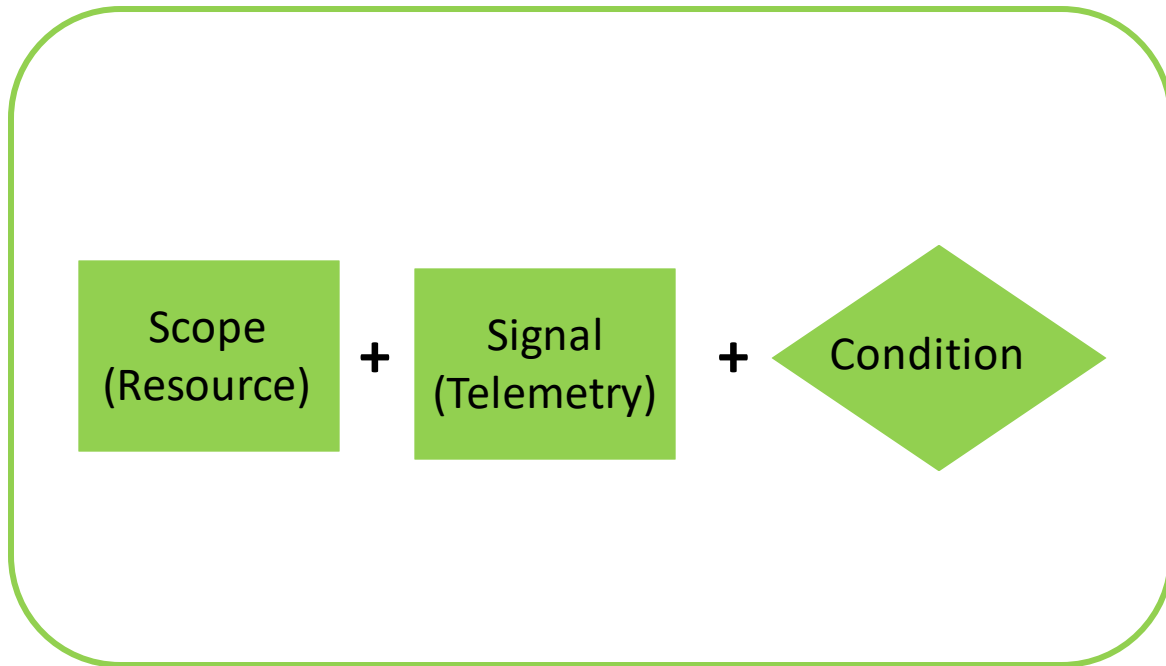 Scope
(Resource)
+
Signal
(Telemetry)
+
Condition